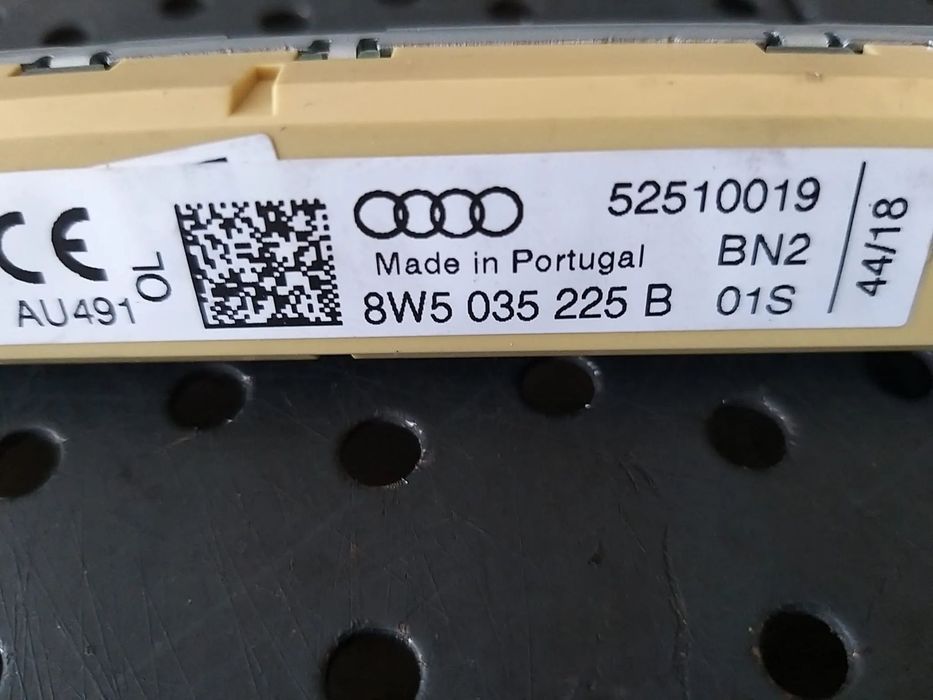 CE
AU491
OL
52510019
Made in Portugal
BN2
8W5 035 225 B
01S
44/18